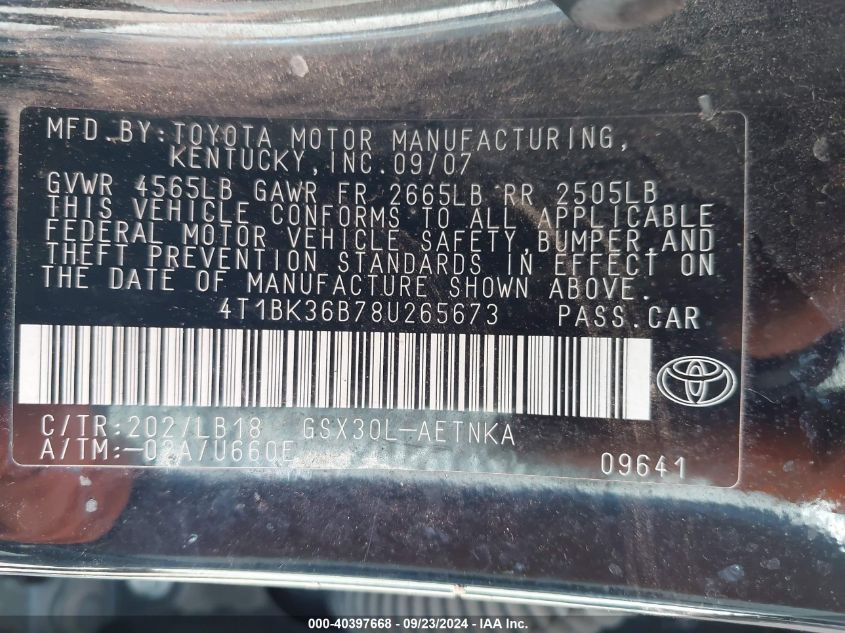 MFD.BY:TOYOTA MOTOR MANUFACTURING,
KENTUCKY,INC.09/07
GVWR 4565LB GAWR FR 2665LB RR 2505LB
THIS VEHICLE CONFORMS TO ALL APPLICABLE
FEDERAL MOTOR VEHICLE SAFETY,BUMPER,AND
THEFT PREVENTION STANDARDS IN EFFECT ON
THE DATE OF MANUFACTURE SHOWN ABOVE.
4T1BK36B78U265673 PASS.CAR
C/TR:202/LB18 GSX30L-AETNKA
A/TM:-02A/U660E
09641
000-40397668 - 09/23/2024 - IAA Inc.